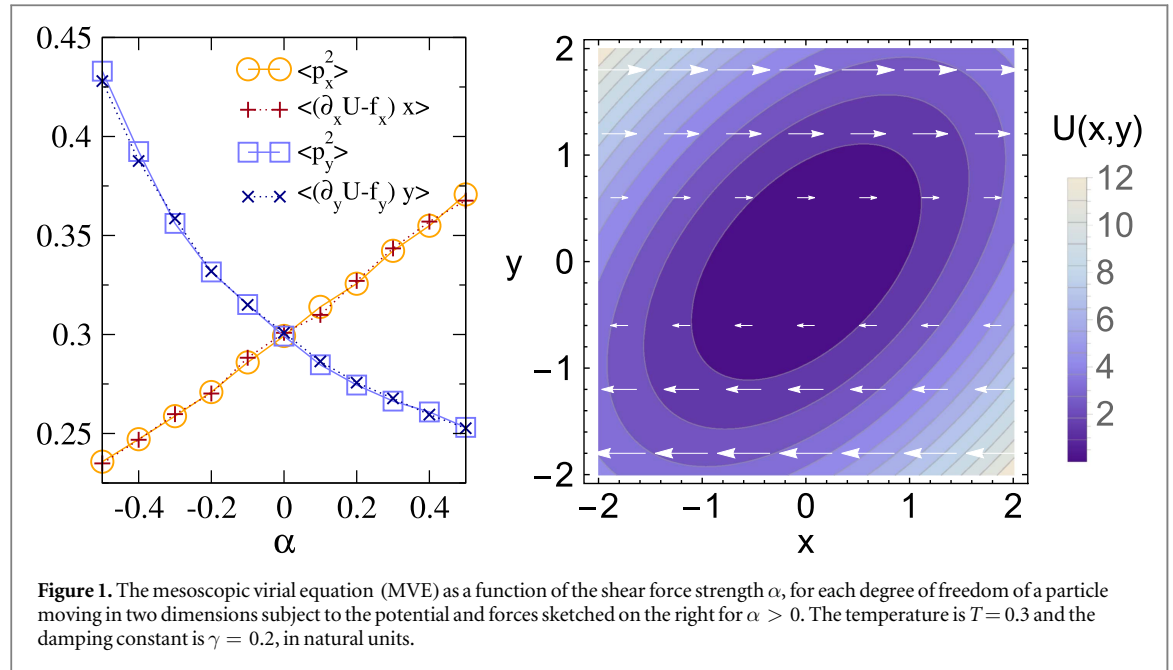 0.45
0.4
0.35
0.3
0.25
-0.4 -0.2 0 0.2 0.4
α
<p_x^2>
<(∂_x U-f_x) x>
<p_y^2>
<(∂_y U-f_y) y>
2
1
0
−1
−2
y
−2 −1 0 1 2
x
U(x,y)
12
10
8
6
4
2
Figure 1. The mesoscopic virial equation (MVE) as a function of the shear force strength α, for each degree of freedom of a particle
moving in two dimensions subject to the potential and forces sketched on the right for α > 0. The temperature is T = 0.3 and the
damping constant is γ = 0.2, in natural units.